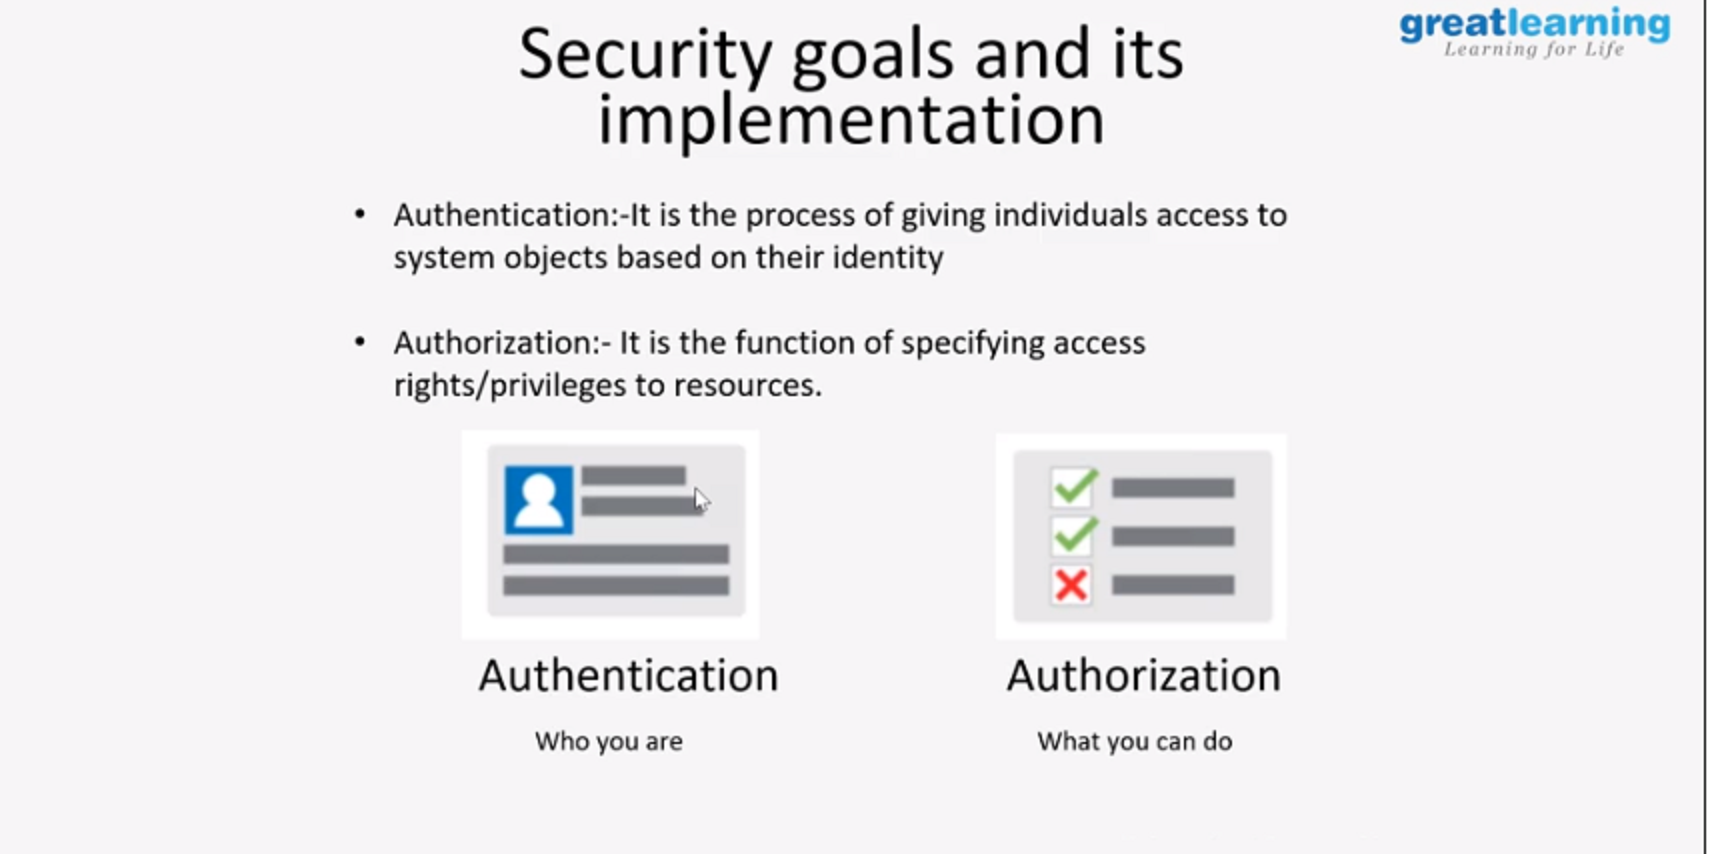 greatlearning
Learning for Life
Security goals and its
implementation
• Authentication:-It is the process of giving individuals access to
system objects based on their identity
• Authorization:- It is the function of specifying access
rights/privileges to resources.
Authentication
Who you are
Authorization
What you can do